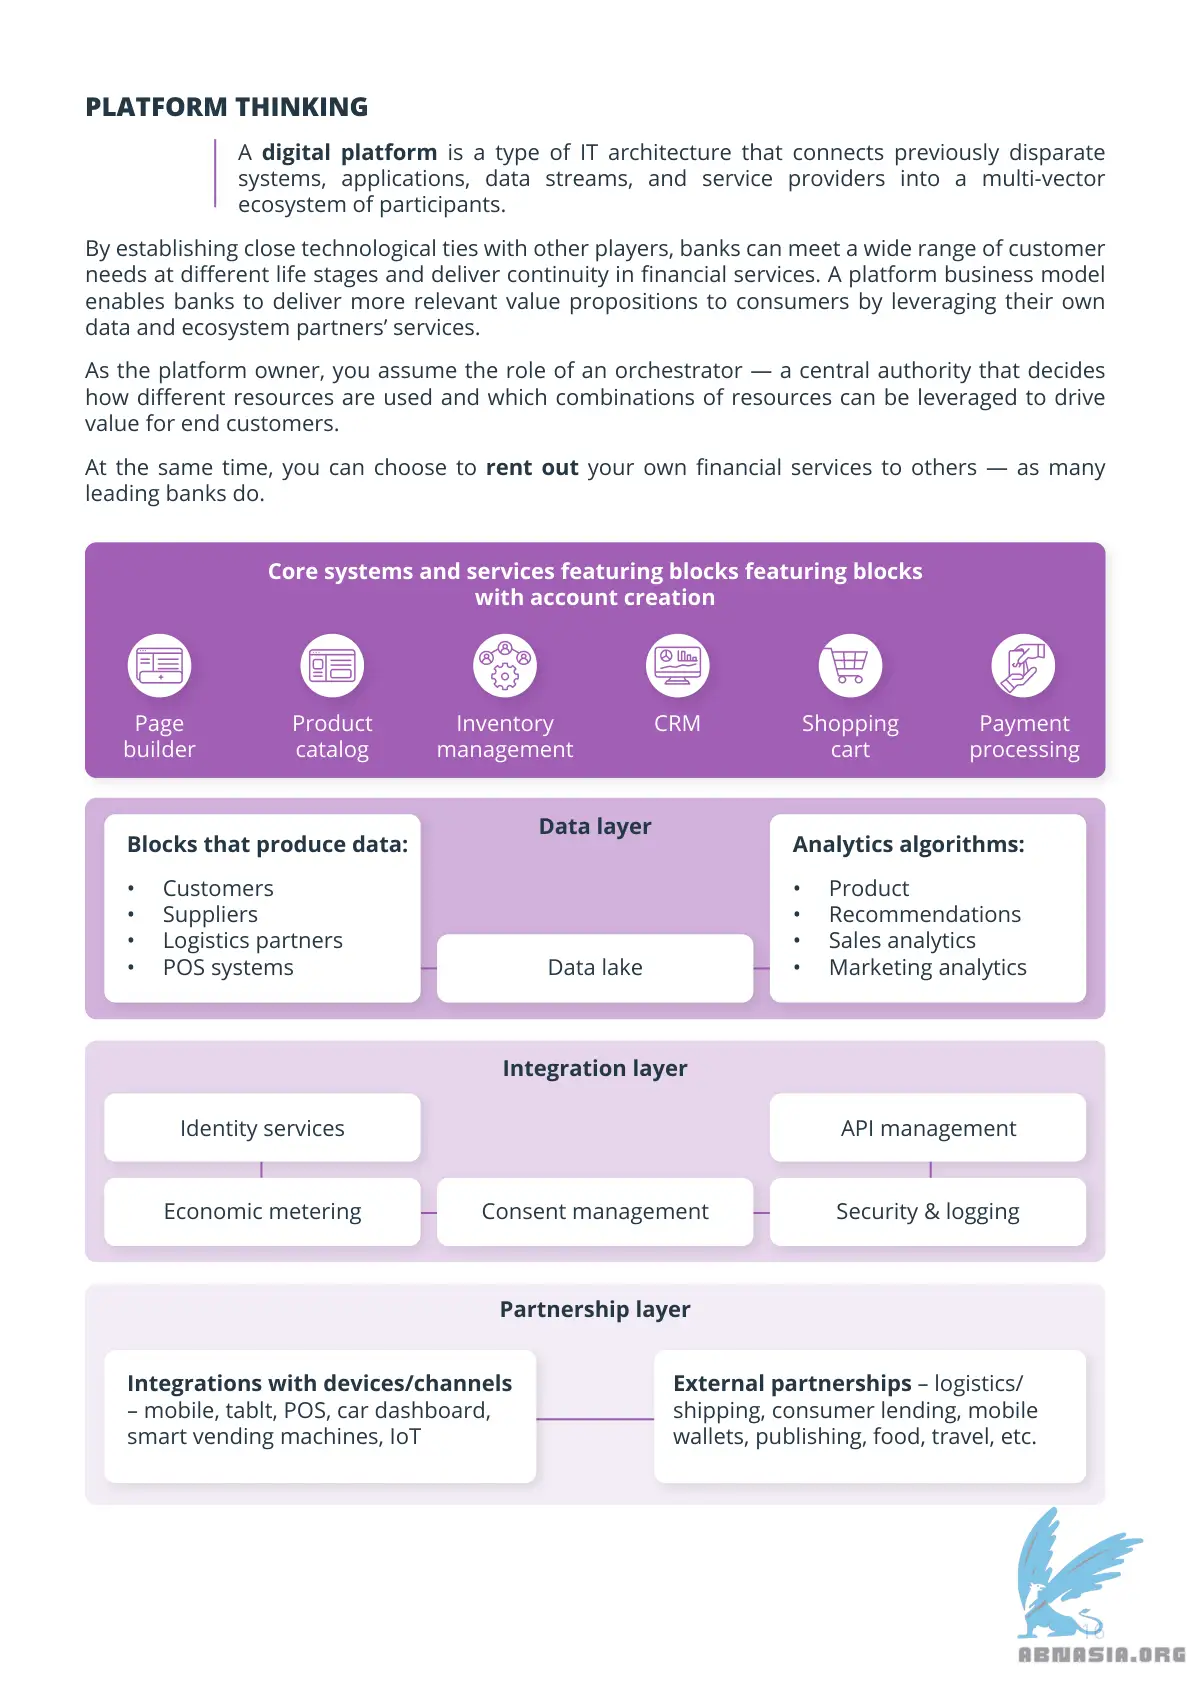 PLATFORM THINKING
A digital platform is a type of IT architecture that connects previously disparate
systems, applications, data streams, and service providers into a multi-vector
ecosystem of participants.
By establishing close technological ties with other players, banks can meet a wide range of customer
needs at different life stages and deliver continuity in financial services. A platform business model
enables banks to deliver more relevant value propositions to consumers by leveraging their own
data and ecosystem partners’ services.
As the platform owner, you assume the role of an orchestrator — a central authority that decides
how different resources are used and which combinations of resources can be leveraged to drive
value for end customers.
At the same time, you can choose to rent out your own financial services to others — as many
leading banks do.
Core systems and services featuring blocks featuring blocks
with account creation
Page
builder
Product
catalog
Inventory
management
CRM
Shopping
cart
Payment
processing
Data layer
Blocks that produce data:
• Customers
• Suppliers
• Logistics partners
• POS systems
Data lake
Analytics algorithms:
• Product
• Recommendations
• Sales analytics
• Marketing analytics
Integration layer
Identity services
API management
Economic metering
Consent management
Security & logging
Partnership layer
Integrations with devices/channels
– mobile, tablt, POS, car dashboard,
smart vending machines, IoT
External partnerships – logistics/
shipping, consumer lending, mobile
wallets, publishing, food, travel, etc.
ABNASIA.ORG